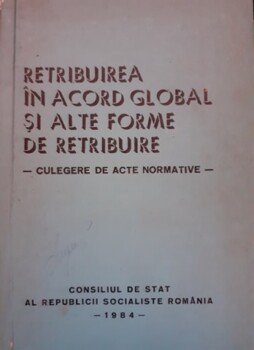 RETRIBUIREA
ÎN ACORD GLOBAL
ȘI ALTE FORME
DE RETRIBUIRE
— CULEGERE DE ACTE NORMATIVE —
CONSILIUL DE STAT
AL REPUBLICII SOCIALISTE ROMÂNIA
— 1984 —